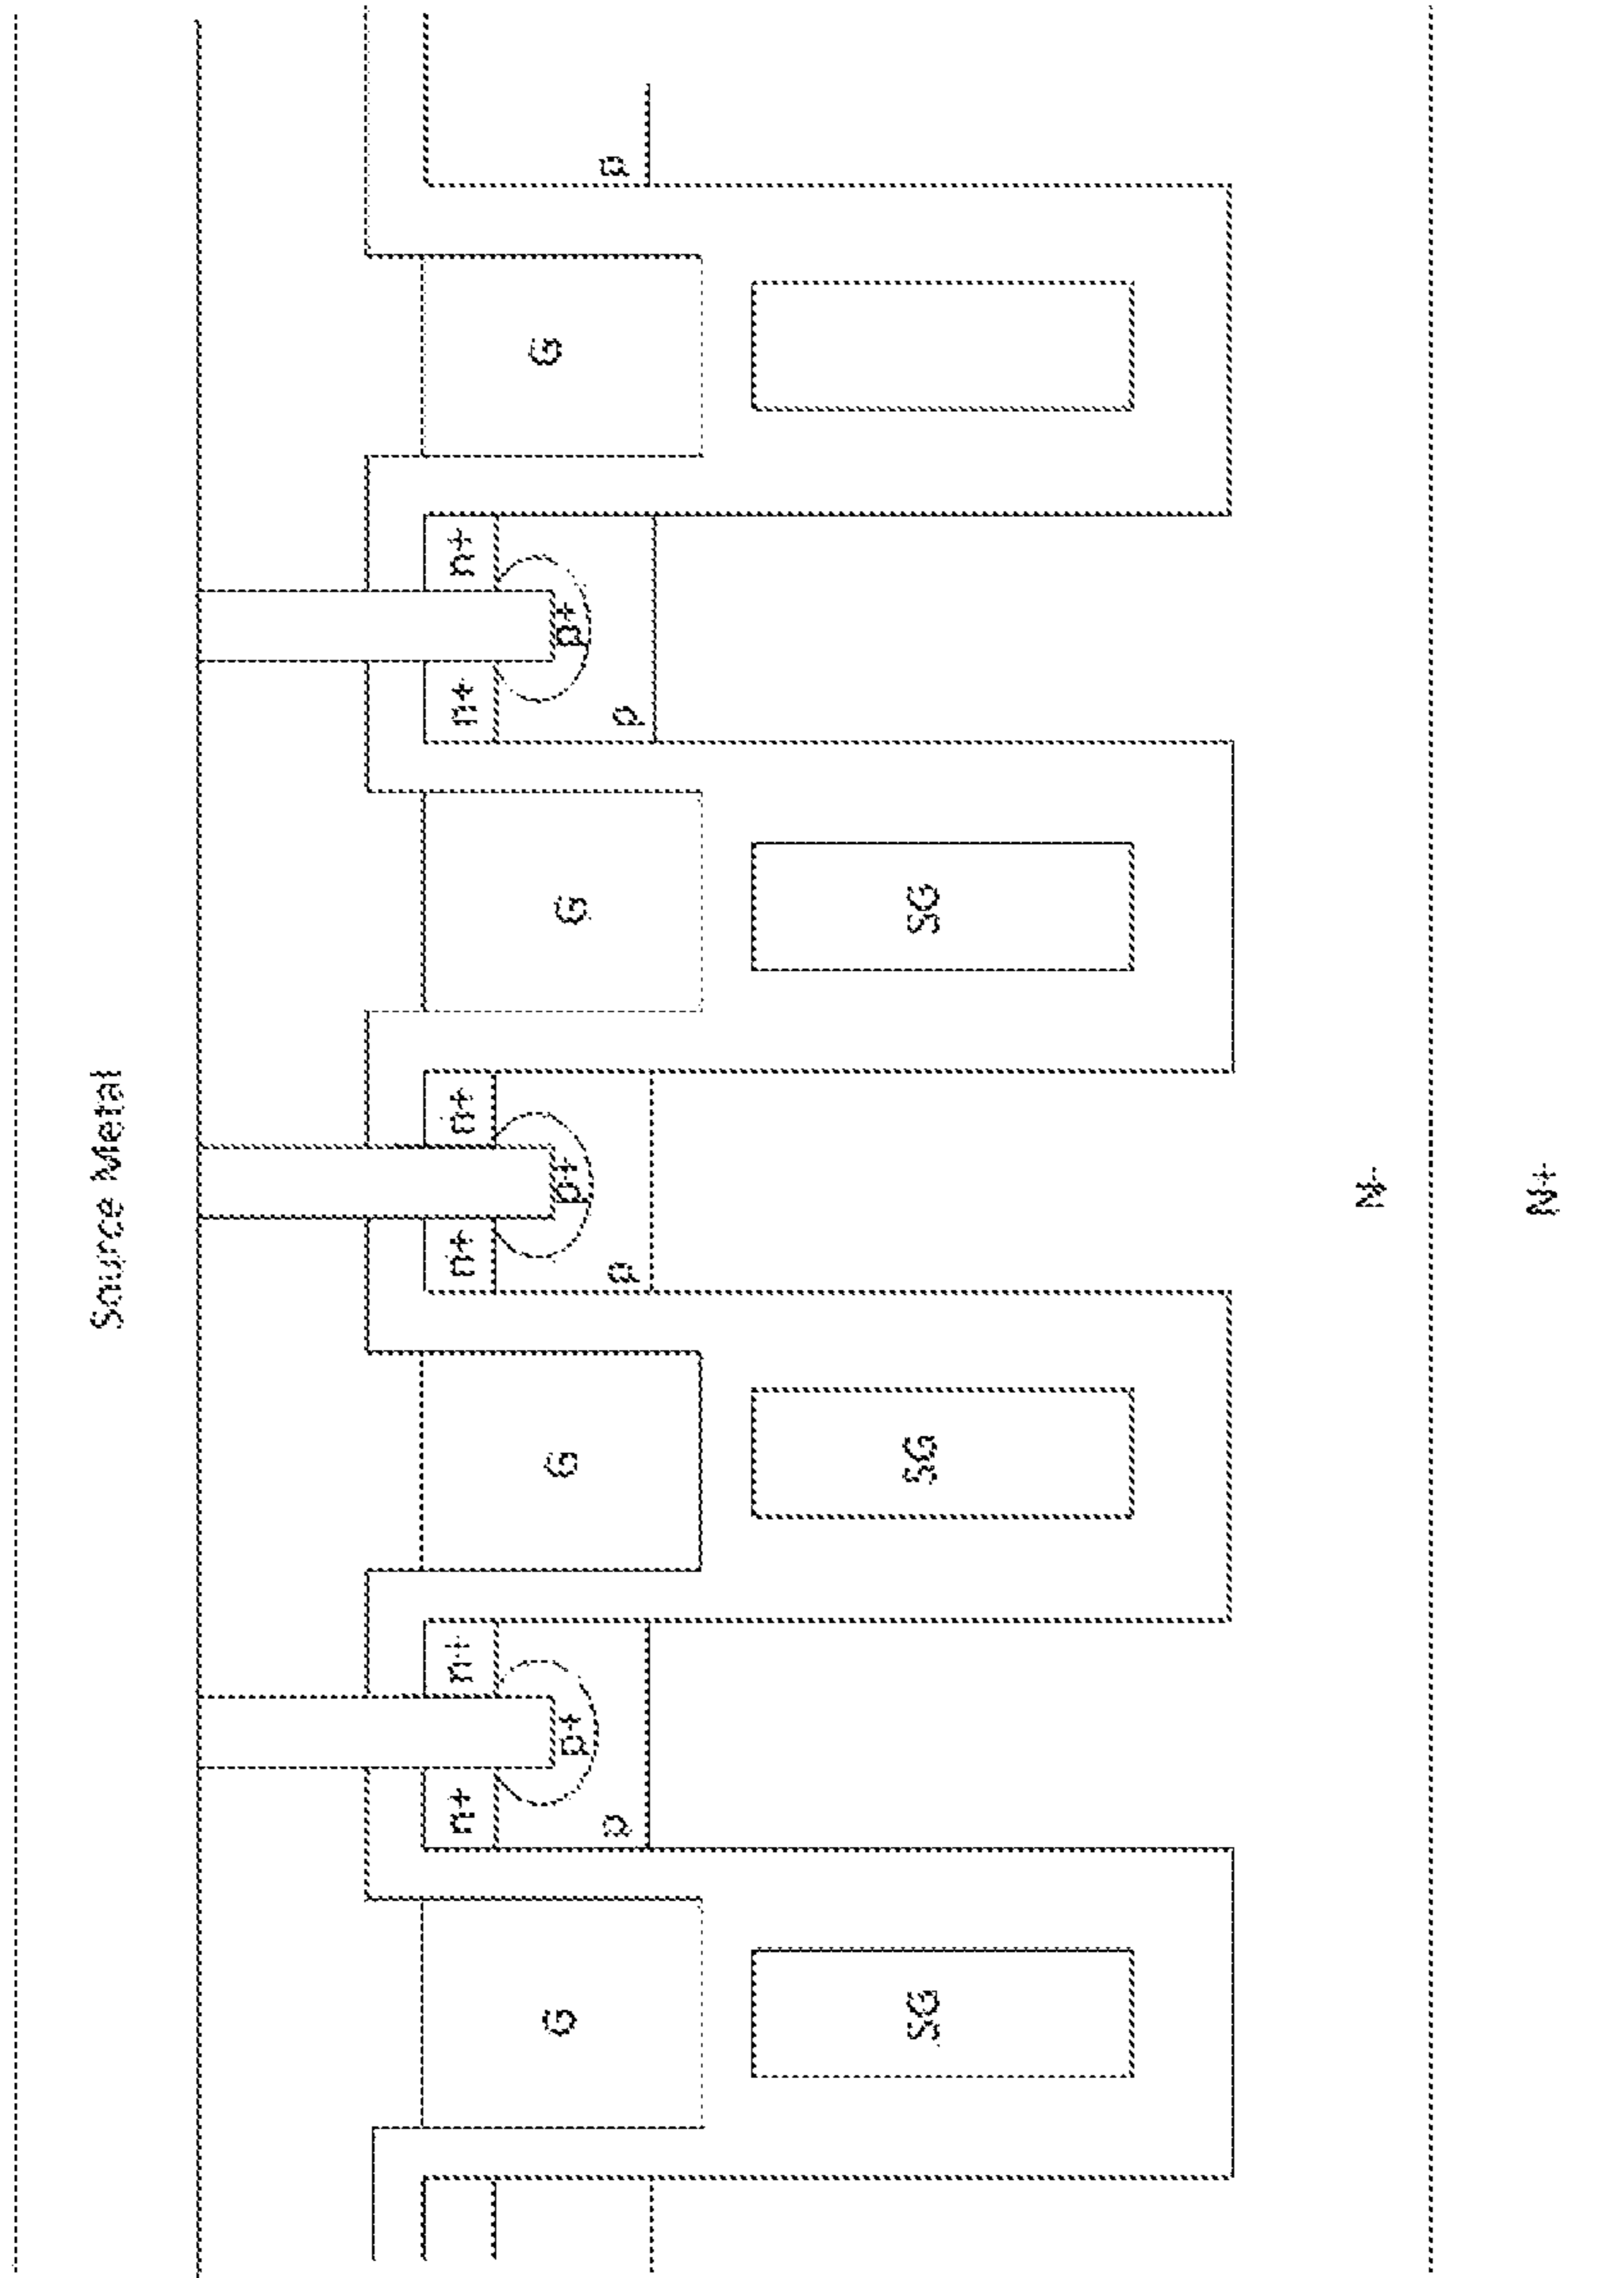 Source Metal
n+ n+ n+ n+ n+ n+
G p+ G p+ G p+ G
p p p p
SG SG SG
N-
N+